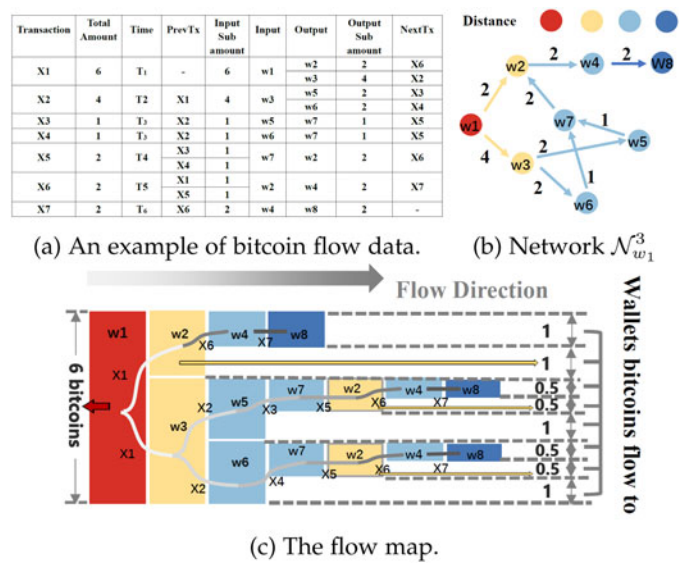 Transaction Total Amount Time PrevTx Input Sub amount Input Output Output Sub amount NextTx
X1 6 T₁ - 6 w1 w2 2 X6
w3 4 X2
X2 4 T2 X1 4 w3 w5 2 X3
w6 2 X4
X3 1 T₃ X2 1 w5 w7 1 X5
X4 1 T₃ X2 1 w6 w7 1 X5
X5 2 T4 X3 1 w7 w2 2 X6
X4 1
X6 2 T5 X1 1 w2 w4 2 X7
X5 1
X7 2 T₆ X6 2 w4 w8 2 -
(a) An example of bitcoin flow data.
Distance
2 2
w2 w4 W8
2 2
w7 1
w1 w5
4 2
w3
2 1
w6
(b) Network 𝒩³w₁
Flow Direction
Wallets bitcoins flow to
6 bitcoins
w1 w2 w4 w8
X6 X7
1
X1
1
w7 w2 w4 w8
0.5
X2 w5 X3 X5 X6 X7
0.5
w3
1
X1
w7 w2 w4 w8
0.5
w6 X5 X6 X7
0.5
X2 X4
1
(c) The flow map.